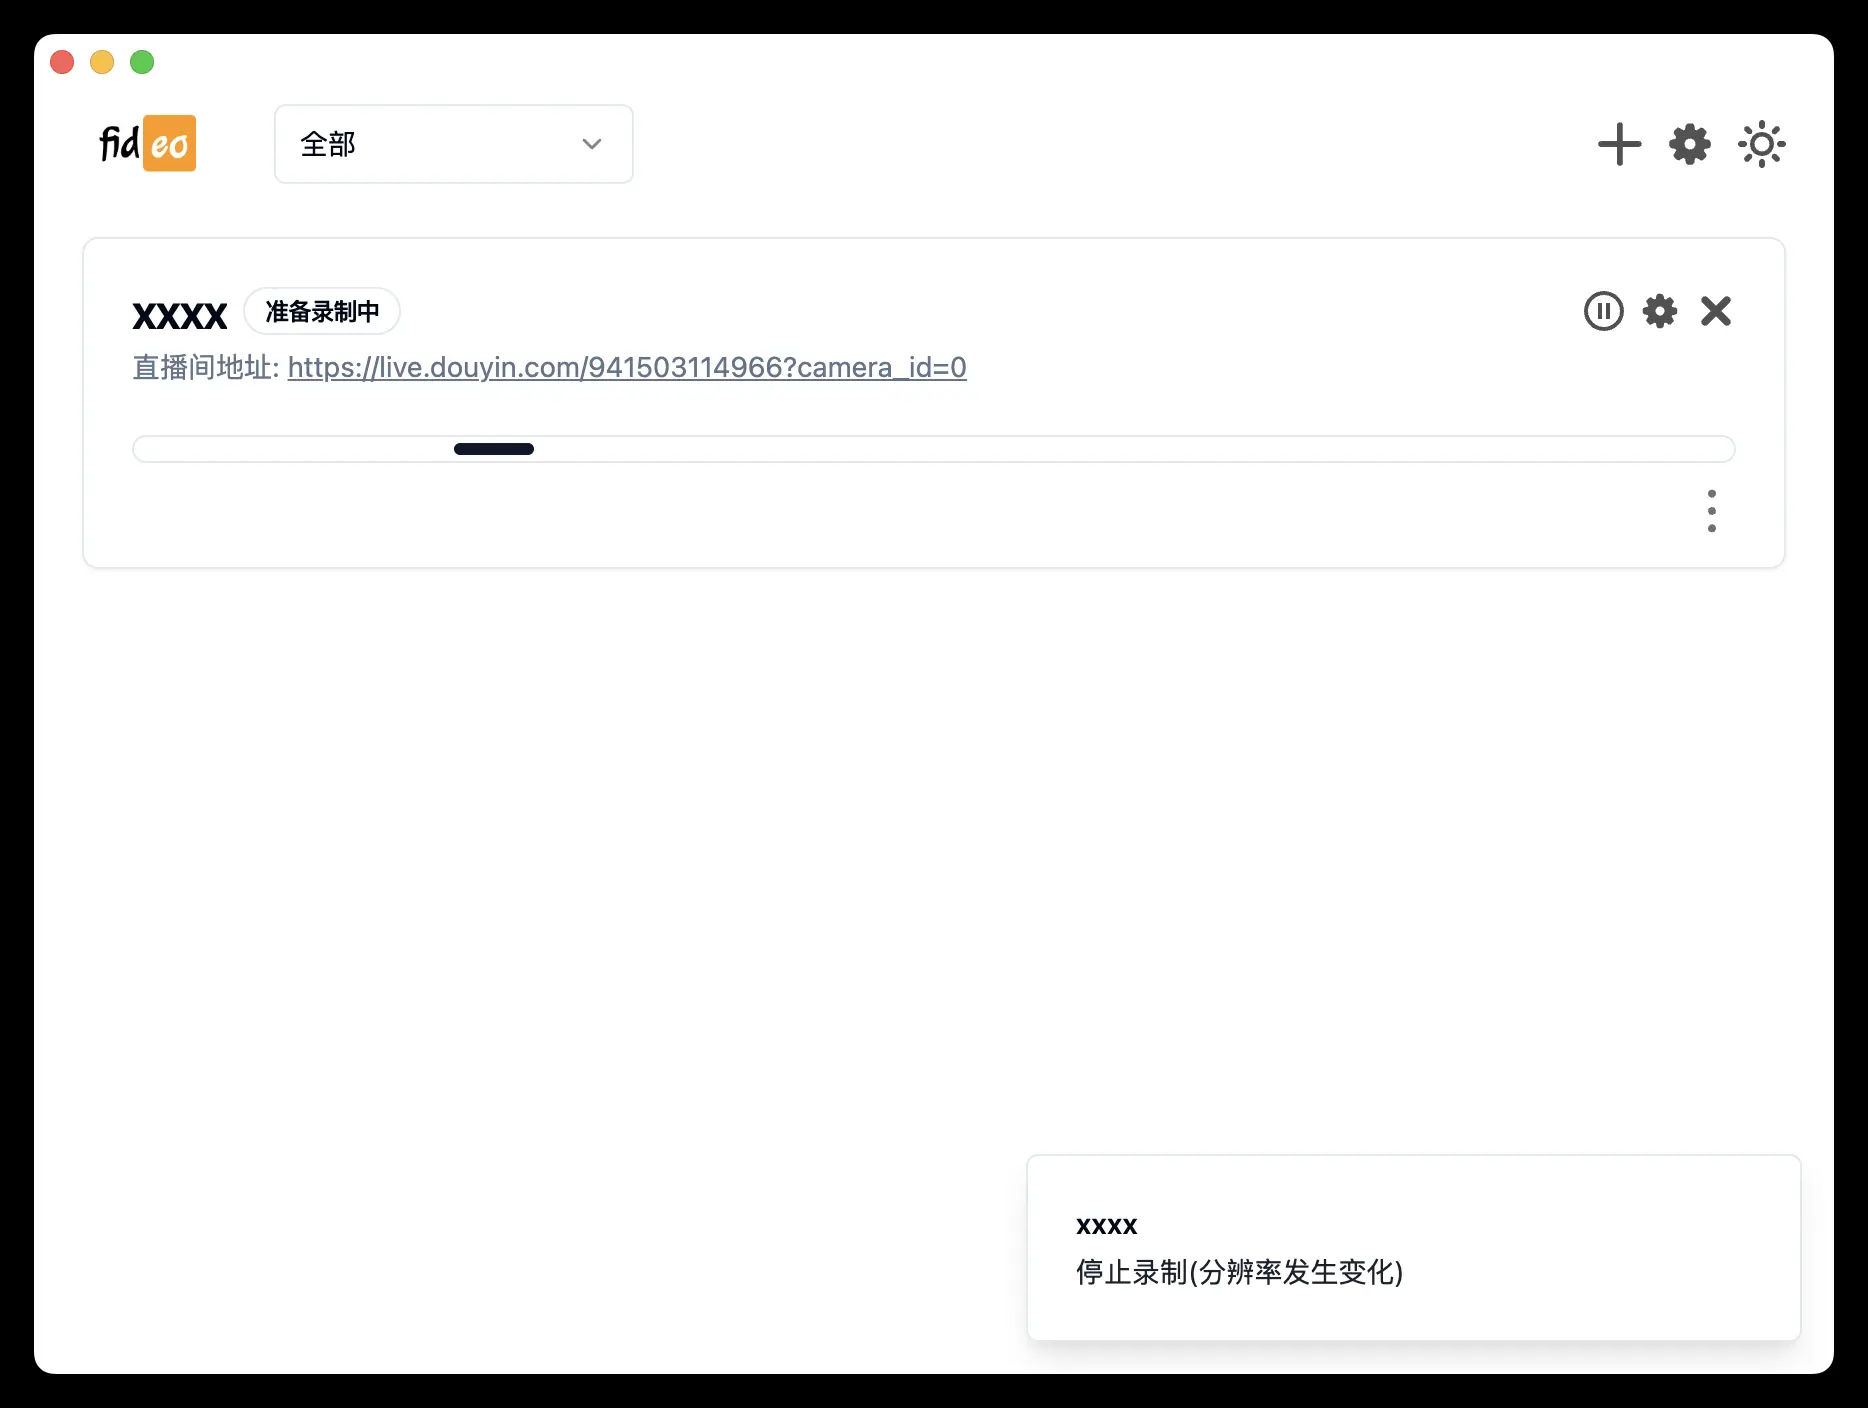 fideo
全部
xxxx 准备录制中
直播间地址: https://live.douyin.com/941503114966?camera_id=0
xxxx
停止录制(分辨率发生变化)